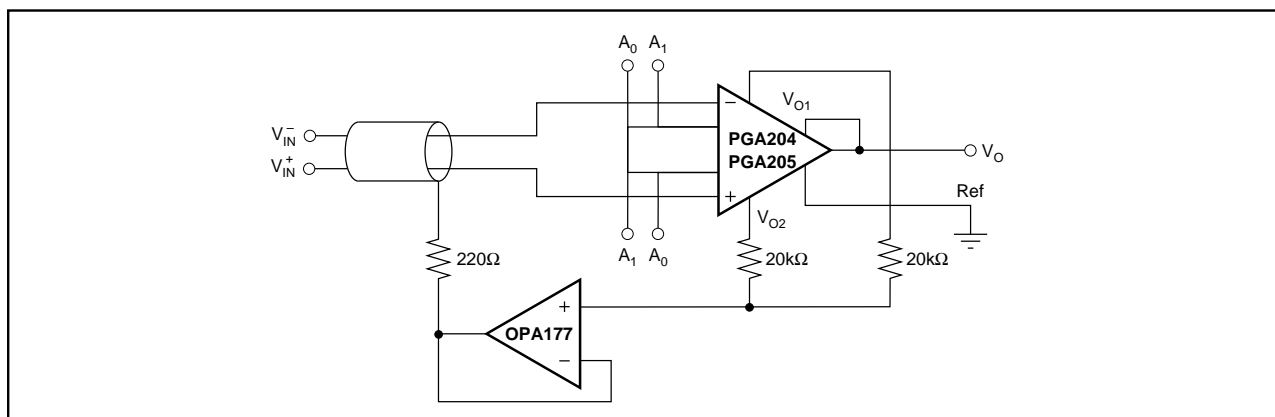 A0 A1
VO1
V−IN
V+IN
−
PGA204
PGA205
+
VO
Ref
VO2
A1 A0
220Ω
20kΩ
20kΩ
+
OPA177
−